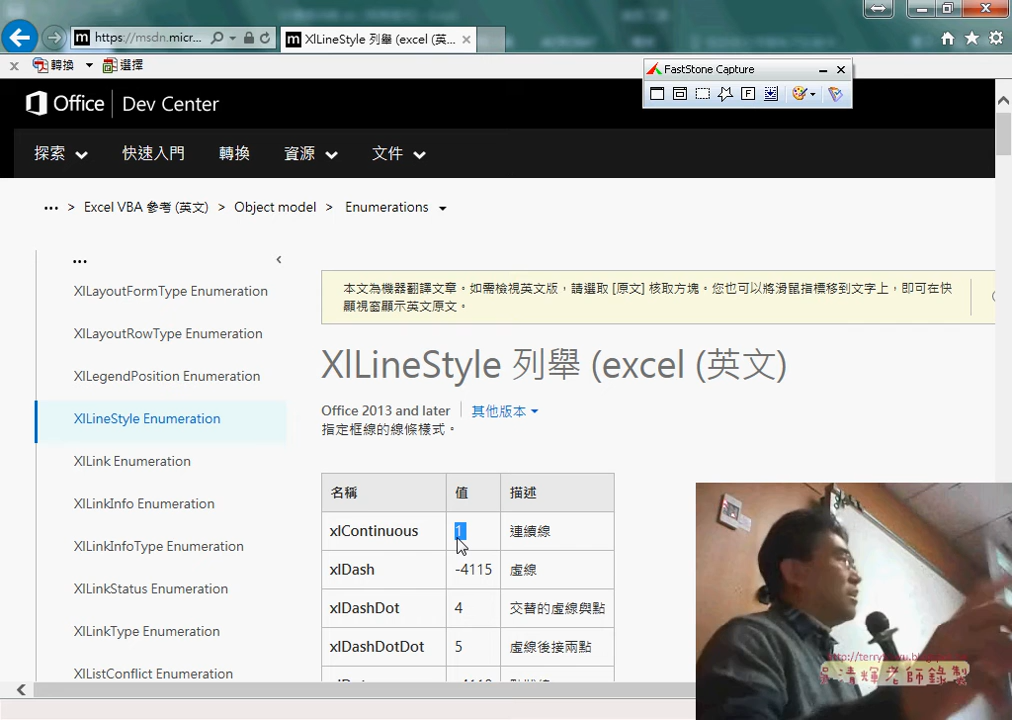 https://msdn.micr...
XlLineStyle 列舉 (excel (英...
轉換
選擇
FastStone Capture
Office
Dev Center
探索
快速入門
轉換
資源
文件
... > Excel VBA 參考 (英文) > Object model > Enumerations
...
XlLayoutFormType Enumeration
XlLayoutRowType Enumeration
XlLegendPosition Enumeration
XlLineStyle Enumeration
XlLink Enumeration
XlLinkInfo Enumeration
XlLinkInfoType Enumeration
XlLinkStatus Enumeration
XlLinkType Enumeration
XlListConflict Enumeration
本文為機器翻譯文章。如需檢視英文版，請選取 [原文] 核取方塊。您也可以將滑鼠指標移到文字上，即可在快
顯視窗顯示英文原文。
XlLineStyle 列舉 (excel (英文)
Office 2013 and later
其他版本
指定框線的線條樣式。
名稱 值 描述
xlContinuous 1 連續線
xlDash -4115 虛線
xlDashDot 4 交替的虛線與點
xlDashDotDot 5 虛線後接兩點
吳清輝老師錄製